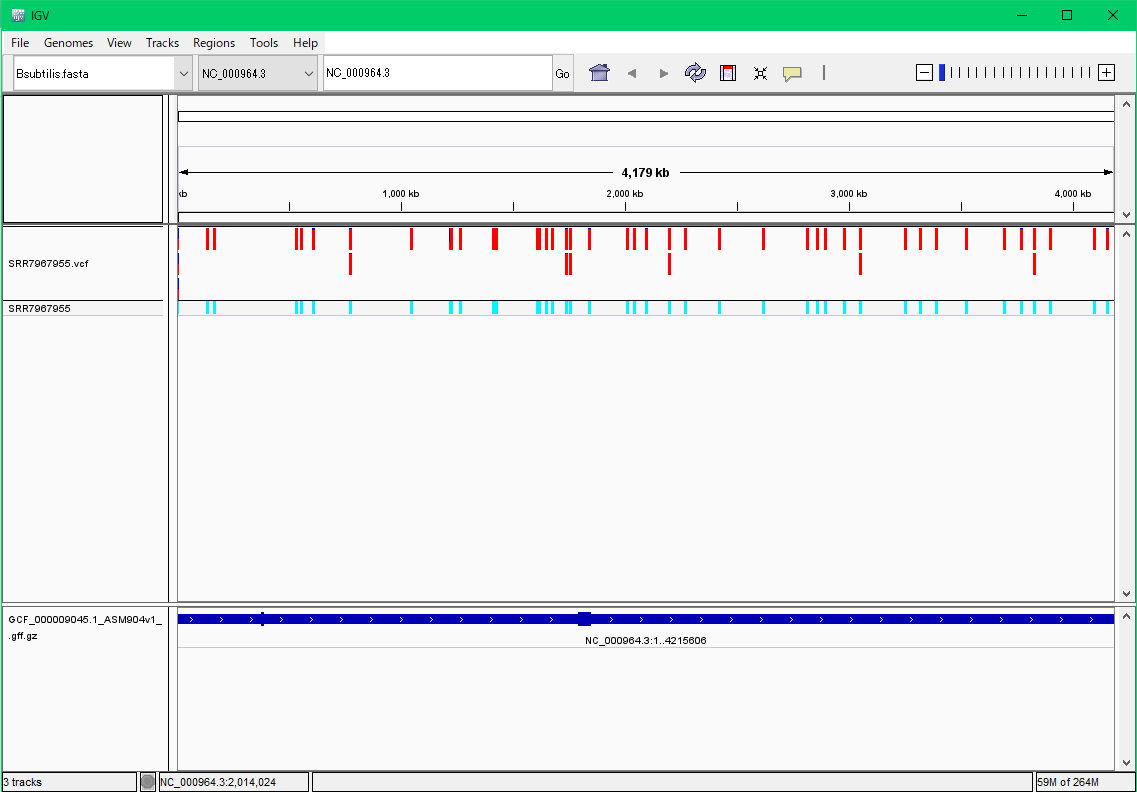 IGV
File Genomes View Tracks Regions Tools Help
Bsubtilis.fasta NC_000964.3 NC_000964.3 Go
4,179 kb
kb 1,000 kb 2,000 kb 3,000 kb 4,000 kb
SRR7967955.vcf
SRR7967955
GCF_000009045.1_ASM904v1_
.gff.gz
NC_000964.3:1..4215606
3 tracks NC_000964.3:2,014,024 59M of 264M